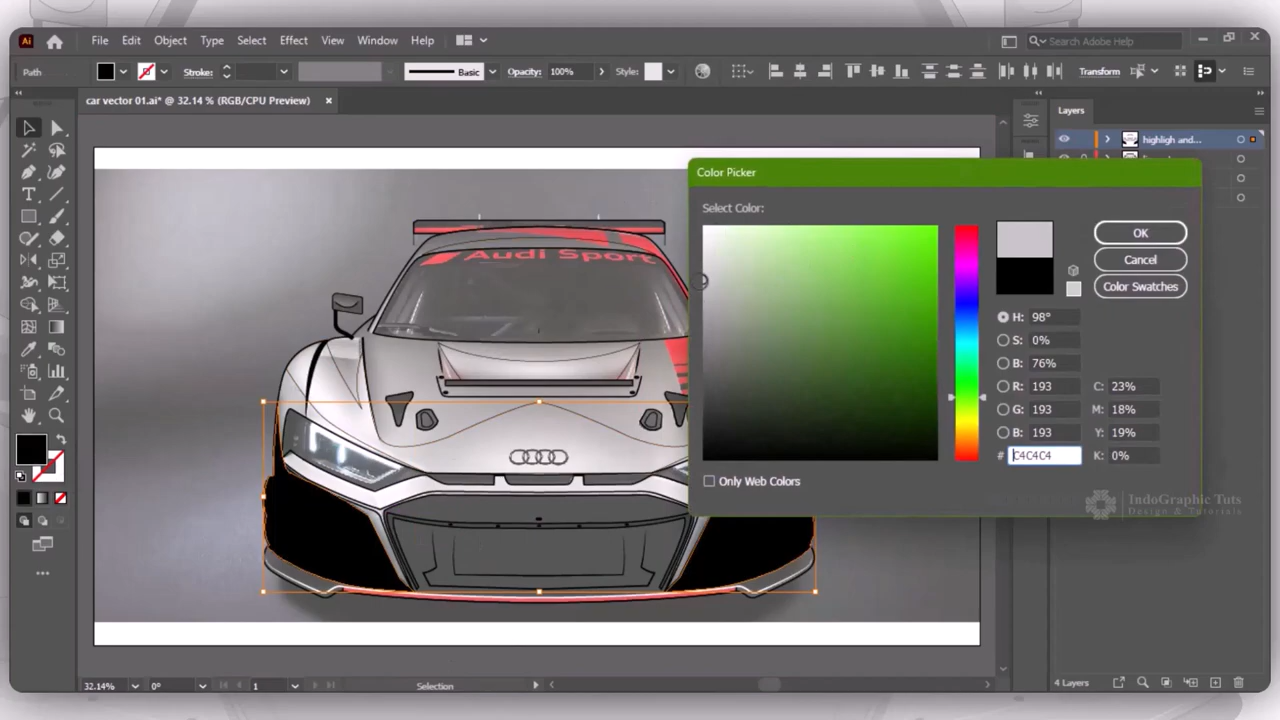 Ai File Edit Object Type Select Effect View Window Help Search Adobe Help
Path Stroke: Basic Opacity: 100% Style: Transform
car vector 01.ai* @ 32.14 % (RGB/CPU Preview) × Layers
highligh and...
Color Picker
Select Color:
OK
Cancel
Color Swatches
H: 98°
S: 0%
B: 76%
R: 193 C: 23%
G: 193 M: 18%
B: 193 Y: 19%
# C4C4C4 K: 0%
Only Web Colors
Audi Sport
IndoGraphic Tuts
Design & Tutorials
32.14% 0° 1 Selection 4 Layers